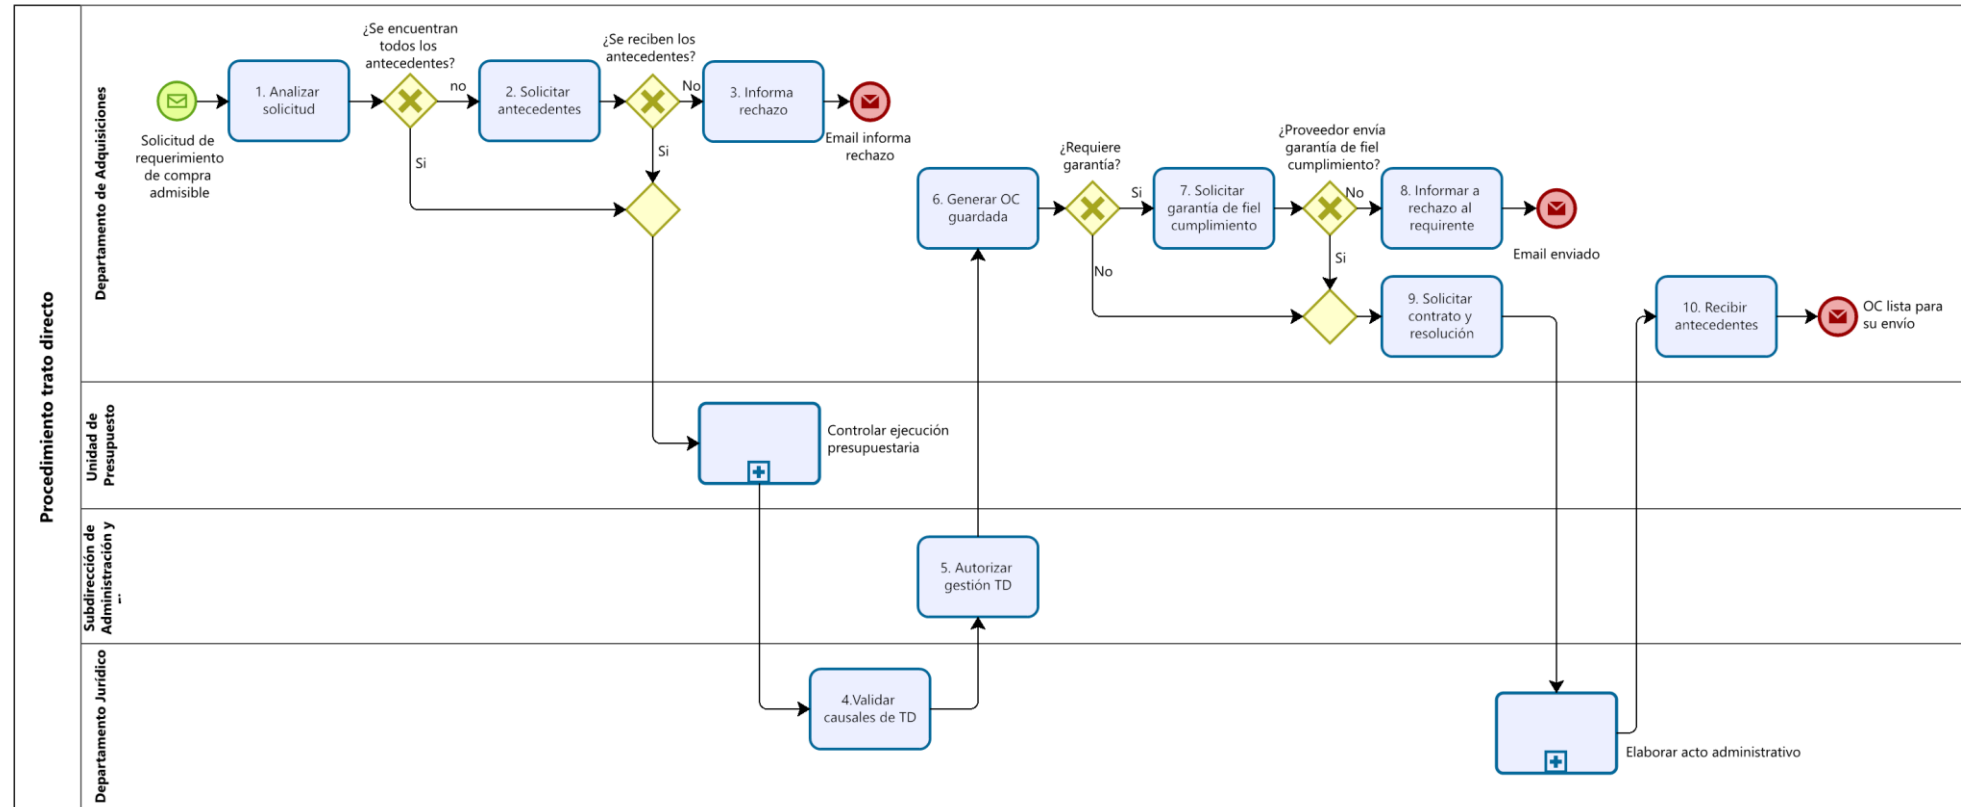 Procedimiento trato directo
Departamento de Adquisiciones
¿Se encuentran
todos los
antecedentes?
¿Se reciben los
antecedentes?
1. Analizar
solicitud
no
2. Solicitar
antecedentes
No
3. Informa
rechazo
Solicitud de
requerimiento
de compra
admisible
Si
Si
Email informa
rechazo
¿Requiere
garantía?
¿Proveedor envía
garantía de fiel
cumplimiento?
6. Generar OC
guardada
Si
7. Solicitar
garantía de fiel
cumplimiento
No
8. Informar a
rechazo al
requirente
Email enviado
No
Si
9. Solicitar
contrato y
resolución
10. Recibir
antecedentes
OC lista para
su envío
Unidad de
Presupuesto
Controlar ejecución
presupuestaria
Subdirección de
Administración y
5. Autorizar
gestión TD
Departamento Jurídico
4.Validar
causales de TD
Elaborar acto administrativo